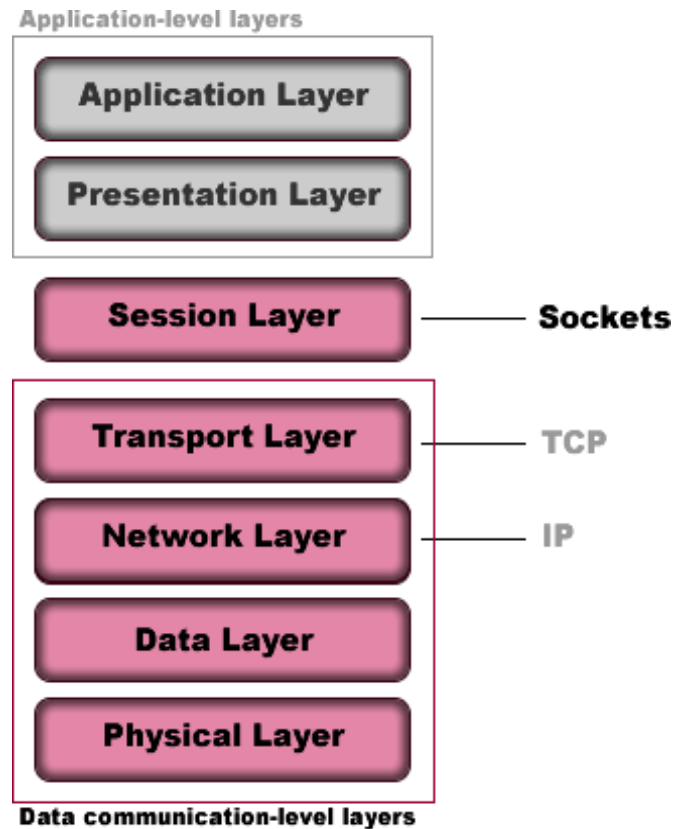 Application-level layers
Application Layer
Presentation Layer
Session Layer
Sockets
Transport Layer
TCP
Network Layer
IP
Data Layer
Physical Layer
Data communication-level layers